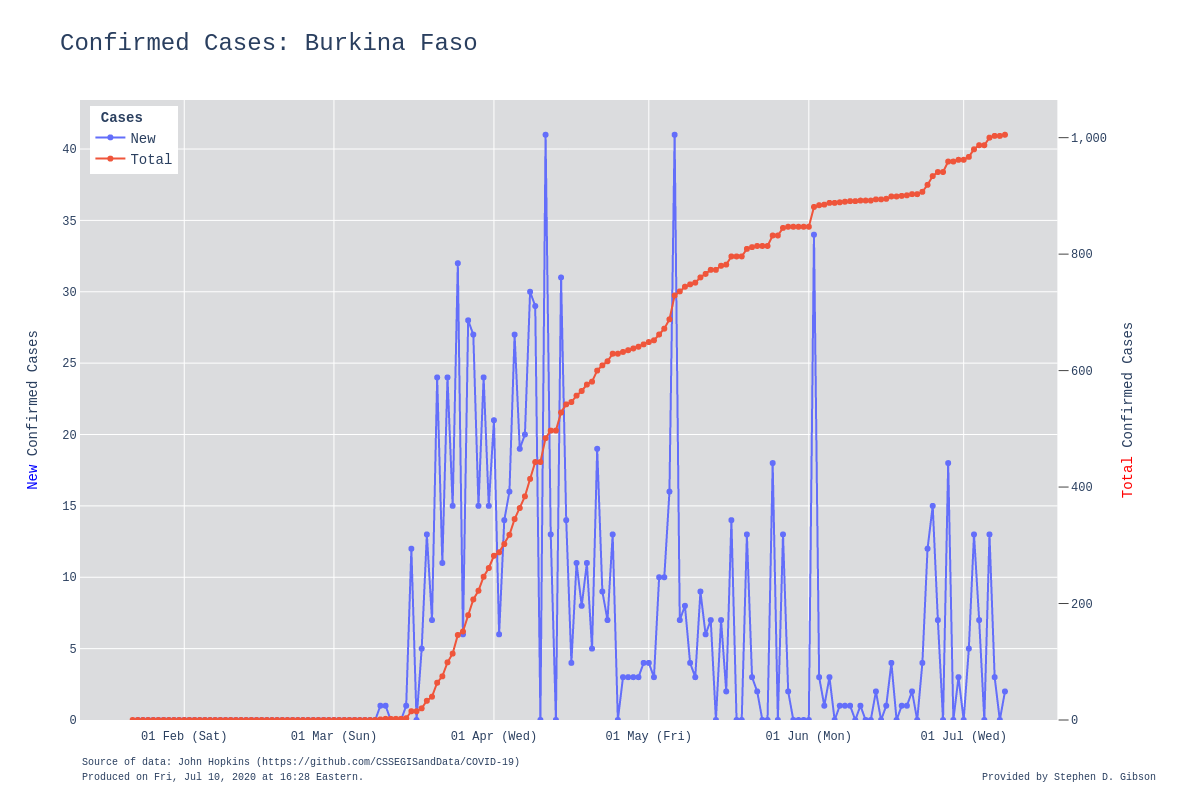 Confirmed Cases: Burkina Faso
Cases
New
Total
40
35
30
25
20
15
10
5
0
1,000
800
600
400
200
0
New Confirmed Cases
Total Confirmed Cases
01 Feb (Sat)
01 Mar (Sun)
01 Apr (Wed)
01 May (Fri)
01 Jun (Mon)
01 Jul (Wed)
Source of data: John Hopkins (https://github.com/CSSEGISandData/COVID-19)
Produced on Fri, Jul 10, 2020 at 16:28 Eastern.
Provided by Stephen D. Gibson